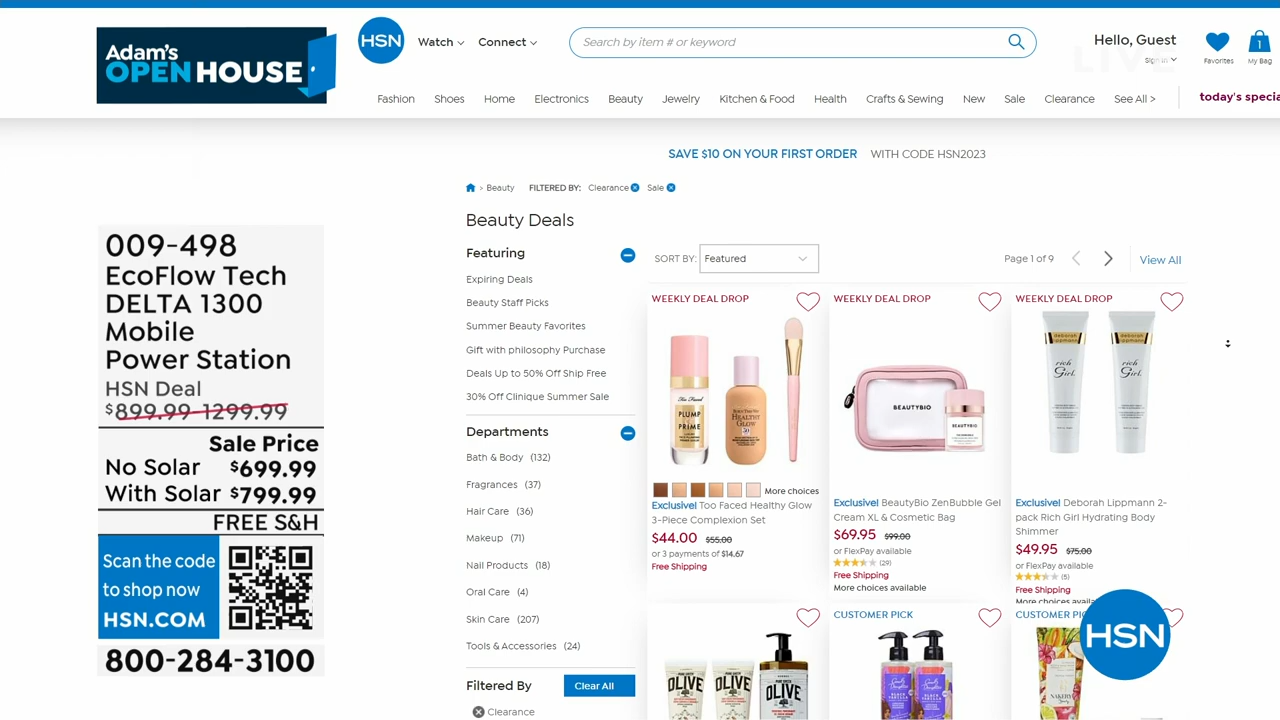 Adam's
OPEN HOUSE
HSN
Watch
Connect
Search by item # or keyword
LIVE
Hello, Guest
Sign in
Favorites
1
My Bag
Fashion
Shoes
Home
Electronics
Beauty
Jewelry
Kitchen & Food
Health
Crafts & Sewing
New
Sale
Clearance
See All >
today's specia
SAVE $10 ON YOUR FIRST ORDER WITH CODE HSN2023
> Beauty FILTERED BY: Clearance Sale
Beauty Deals
009-498
EcoFlow Tech
DELTA 1300
Mobile
Power Station
HSN Deal
$899.99-1299.99
Sale Price
No Solar $699.99
With Solar $799.99
FREE S&H
Scan the code
to shop now
HSN.COM
800-284-3100
Featuring
Expiring Deals
Beauty Staff Picks
Summer Beauty Favorites
Gift with philosophy Purchase
Deals Up to 50% Off Ship Free
30% Off Clinique Summer Sale
Departments
Bath & Body (132)
Fragrances (37)
Hair Care (36)
Makeup (71)
Nail Products (18)
Oral Care (4)
Skin Care (207)
Tools & Accessories (24)
Filtered By
Clear All
Clearance
SORT BY: Featured
Page 1 of 9
View All
WEEKLY DEAL DROP
PLUMP
PRIME
HEALTHY
GLOW
More choices
Exclusive! Too Faced Healthy Glow
3-Piece Complexion Set
$44.00 $55.00
or 3 payments of $14.67
Free Shipping
WEEKLY DEAL DROP
BEAUTYBIO
BEAUTYBIO
Exclusive! BeautyBio ZenBubble Gel
Cream XL & Cosmetic Bag
$69.95 $99.00
or FlexPay available
(29)
Free Shipping
More choices available
WEEKLY DEAL DROP
deborah
lippmann
rich
Girl
deborah
lippmann
rich
Girl
Exclusive! Deborah Lippmann 2-
pack Rich Girl Hydrating Body
Shimmer
$49.95 $75.00
or FlexPay available
(5)
Free Shipping
More choices availa
OLIVE
OLIVE
PURE GREEK
OLIVE
CUSTOMER PICK
CUSTOMER PIC
HSN